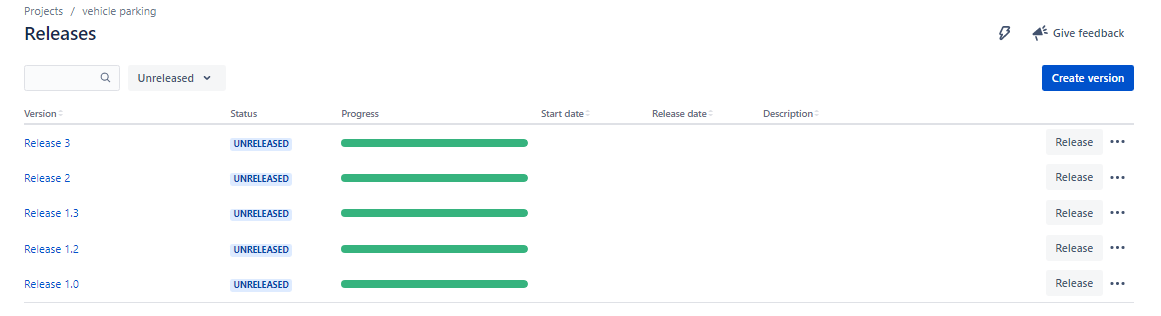 Projects / vehicle parking
Releases
Give feedback
Unreleased
Create version
Version Status Progress Start date Release date Description
Release 3 UNRELEASED Release
Release 2 UNRELEASED Release
Release 1.3 UNRELEASED Release
Release 1.2 UNRELEASED Release
Release 1.0 UNRELEASED Release